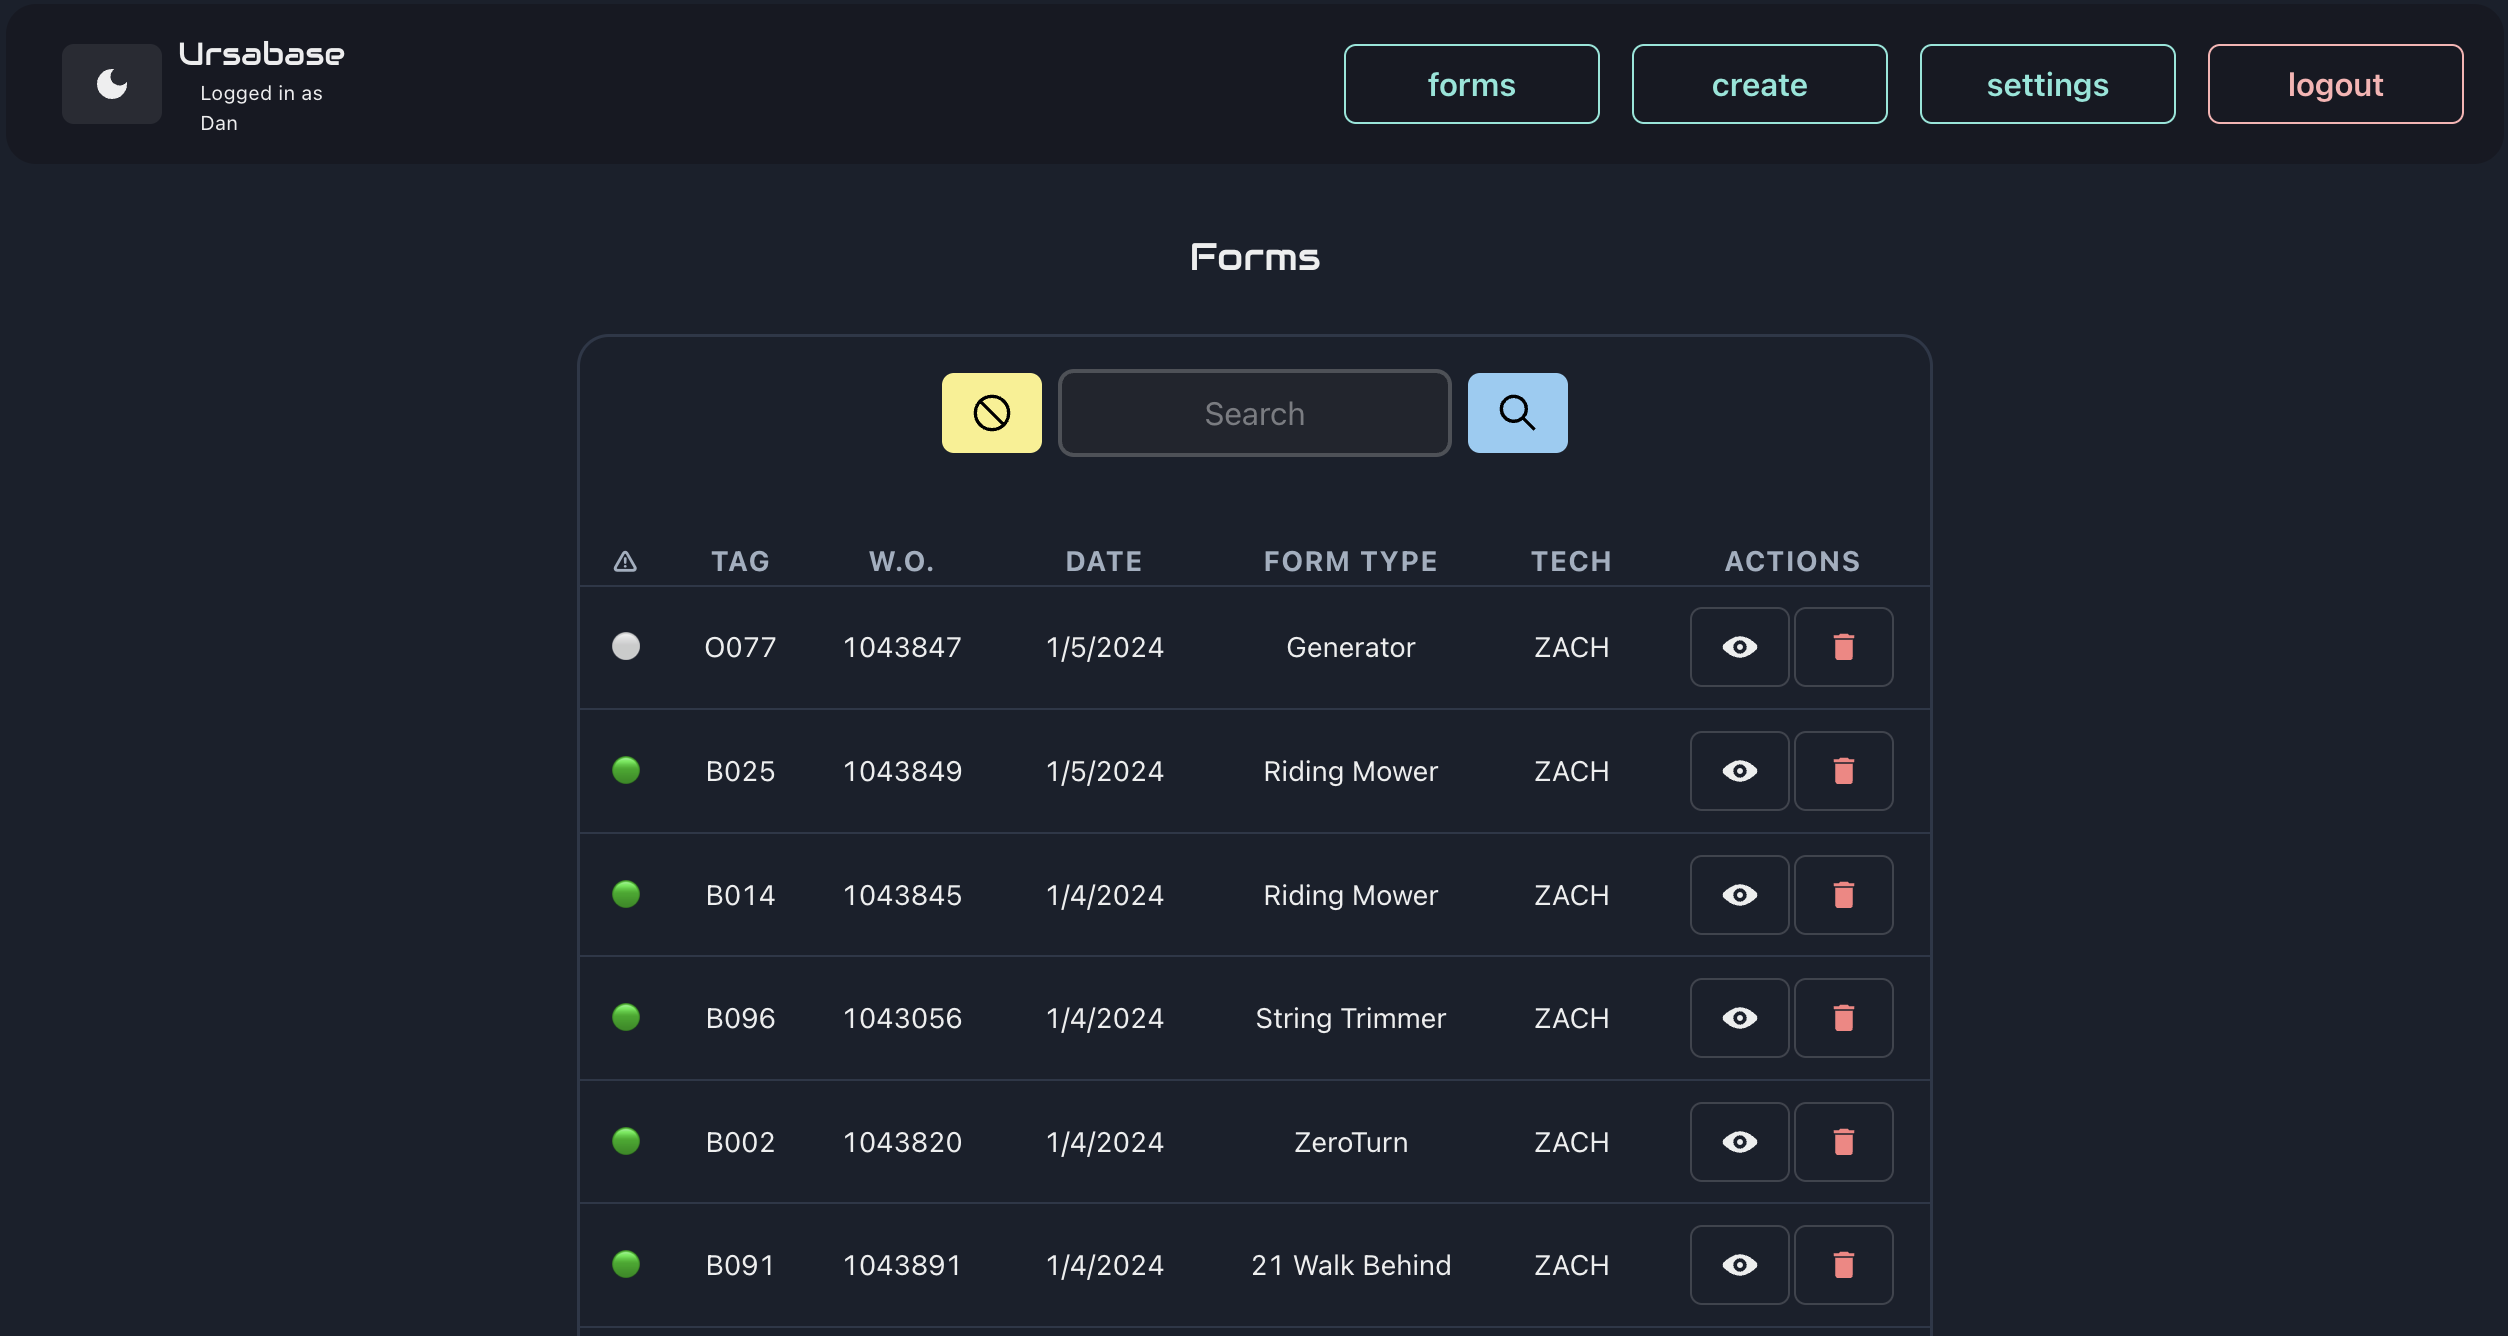 Ursabase
Logged in as
Dan
forms
create
settings
logout
Forms
Search
TAG W.O. DATE FORM TYPE TECH ACTIONS
O077 1043847 1/5/2024 Generator ZACH
B025 1043849 1/5/2024 Riding Mower ZACH
B014 1043845 1/4/2024 Riding Mower ZACH
B096 1043056 1/4/2024 String Trimmer ZACH
B002 1043820 1/4/2024 ZeroTurn ZACH
B091 1043891 1/4/2024 21 Walk Behind ZACH